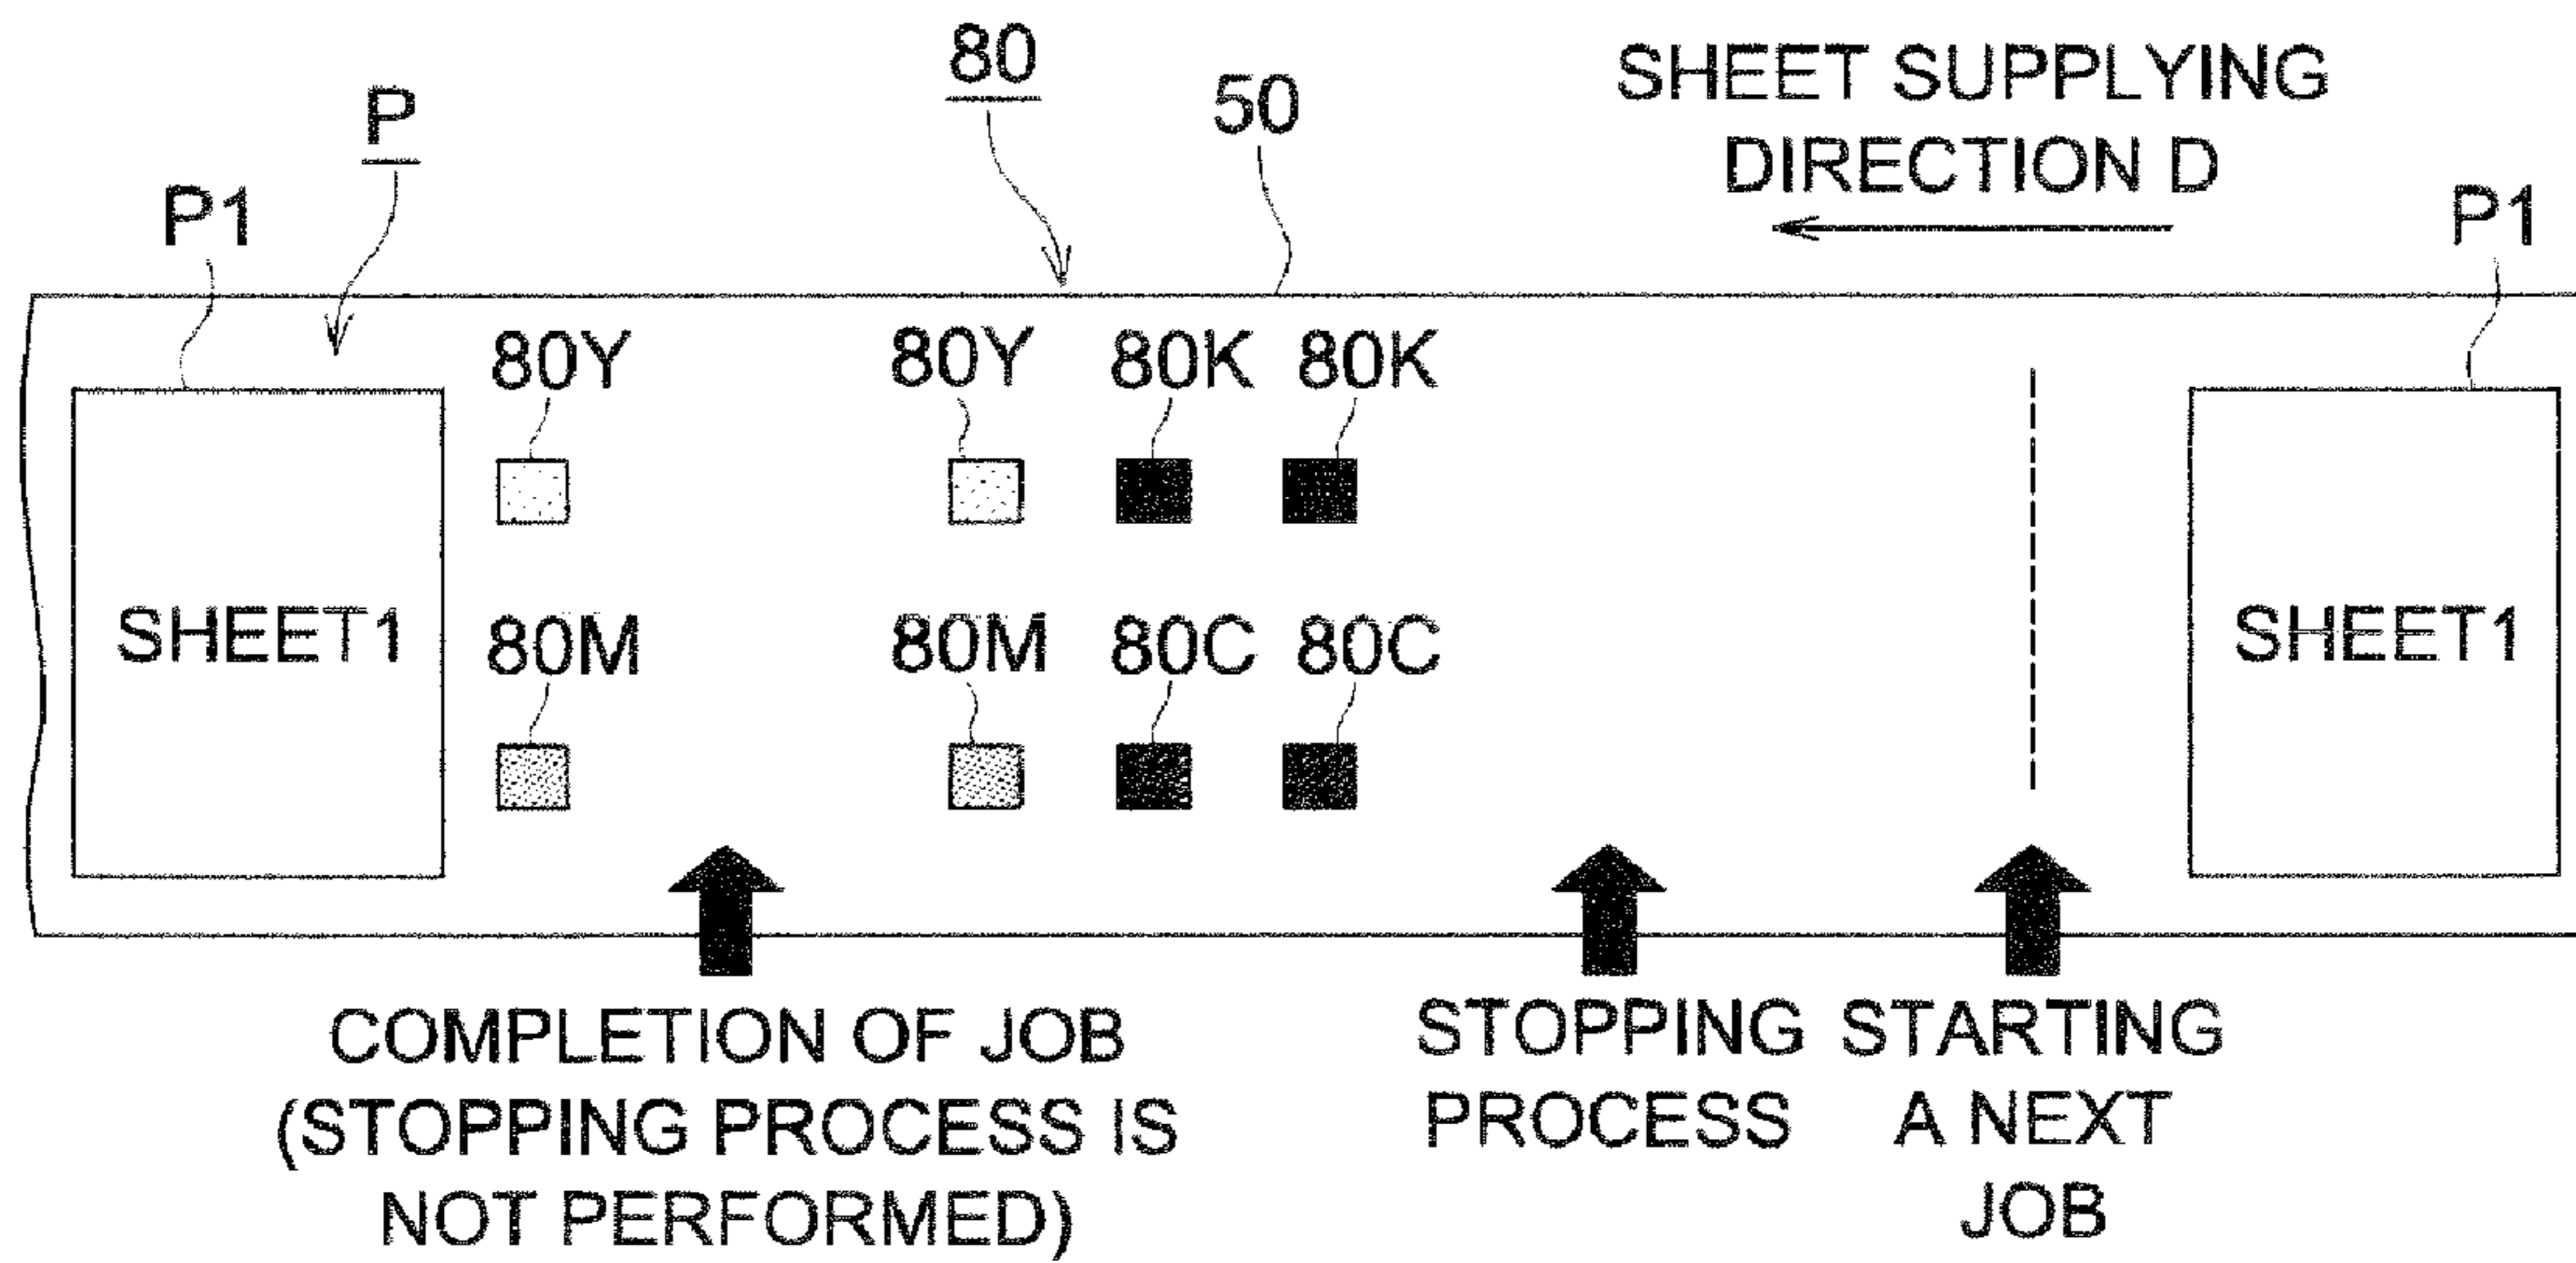 80
50
SHEET SUPPLYING
DIRECTION D
P
P1
P1
80Y
80Y
80K
80K
SHEET1
80M
80M
80C
80C
SHEET1
COMPLETION OF JOB
(STOPPING PROCESS IS
NOT PERFORMED)
STOPPING
PROCESS
STARTING
A NEXT
JOB